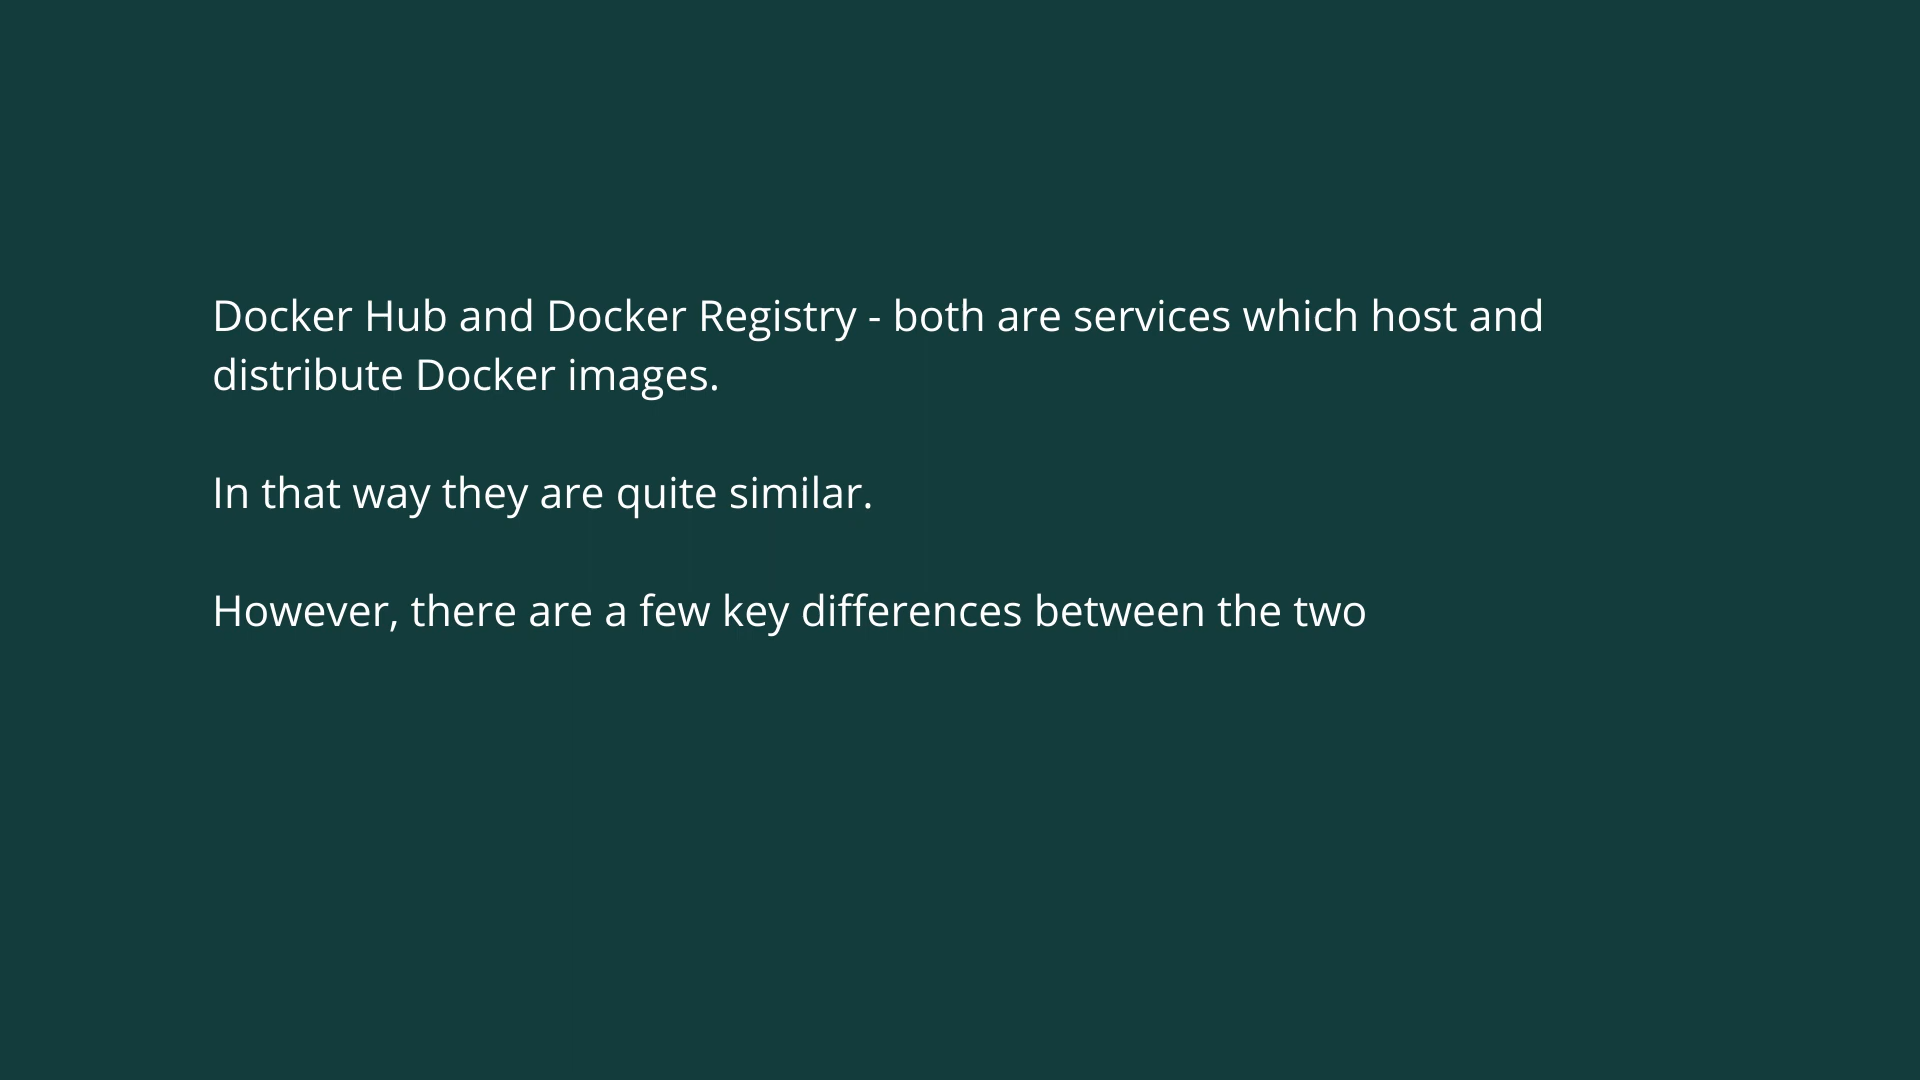 Docker Hub and Docker Registry - both are services which host and
distribute Docker images.
In that way they are quite similar.
However, there are a few key differences between the two